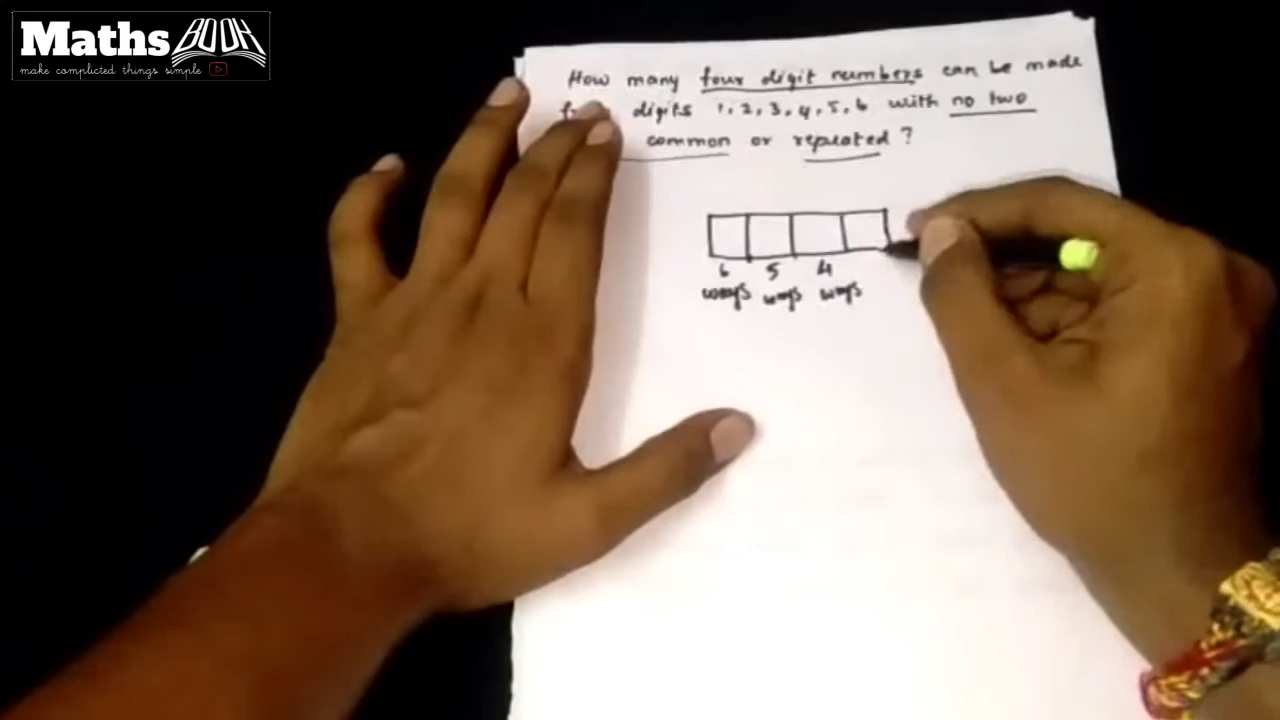 Maths BOOK
make complicted things simple
How many four digit numbers can be made
digits 1, 2, 3, 4, 5, 6 with no two
common or repeated ?
6 5 4
ways ways ways